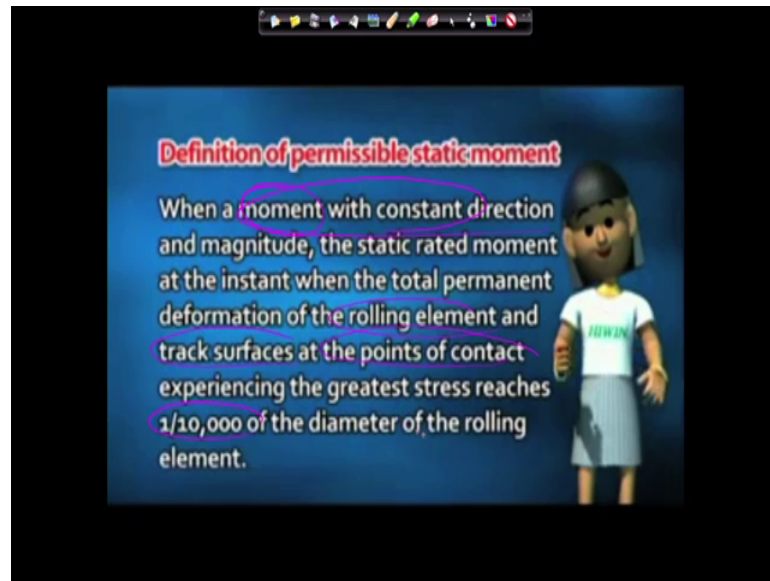 Definition of permissible static moment
When a moment with constant direction
and magnitude, the static rated moment
at the instant when the total permanent
deformation of the rolling element and
track surfaces at the points of contact
experiencing the greatest stress reaches
1/10,000 of the diameter of the rolling
element.
HIWIN